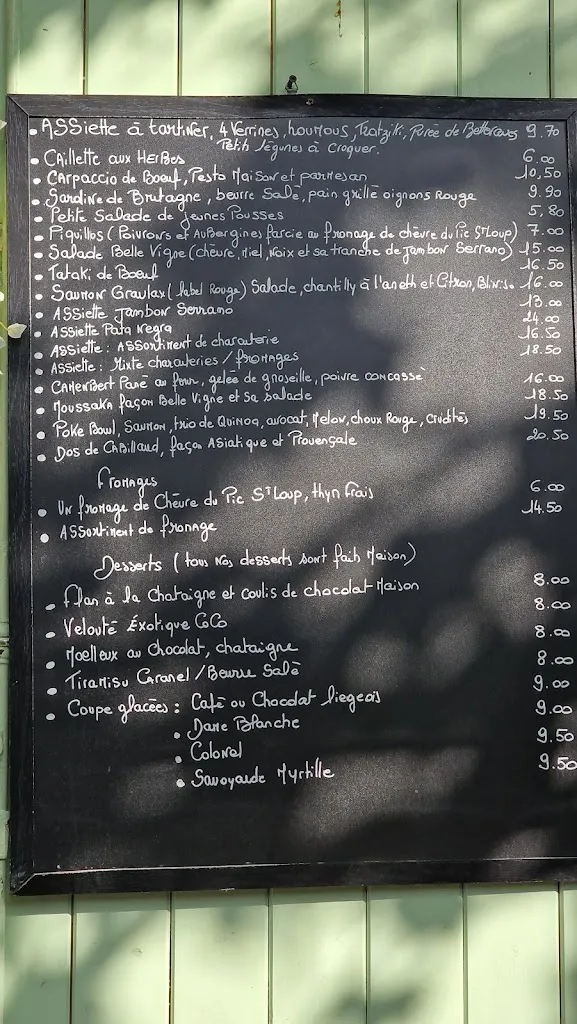 • Assiette à tartiner, 4 Verrines, houmous, Tzatziki, Purée de Betteraves 9.70
Petits légumes à croquer.
• Caillette aux Herbes 6.00
• Carpaccio de Boeuf, Pesto Maison et parmesan 10,50
• Sardine de Bretagne, beurre Salé, pain grillé oignons Rouge 9.90
• Petite Salade de Jeunes Pousses 5,80
• Piquillos (Poivrons et Aubergines farcie au fromage de chèvre du Pic St Loup) 7.00
• Salade Belle Vigne (chèvre, Miel, Noix et sa tranche de Jambon Serrano) 15.00
• Tataki de Boeuf 16.50
• Saumon Gravlax (label Rouge) Salade, chantilly à l'aneth et Citron, Blinis. 16.00
• Assiette Jambon Serrano 13.00
• Assiette Pata Negra 24.00
• Assiette : Assortiment de charcuterie 16.50
• Assiette : Mixte charcuteries / fromages 18.50
• Camembert Pané au four, gelée de groseille, poivre concassé 16.00
• Moussaka façon Belle Vigne et sa salade 18.50
• Poke Bowl, Saumon, trio de Quinoa, avocat, Melon, choux Rouge, Crudités 19.50
• Dos de Cabillaud, façon Asiatique et Provençale 20.50
Fromages
• Un fromage de Chèvre du Pic St Loup, thyn frais 6.00
• Assortiment de fromage 14.50
Desserts (tous nos desserts sont faits Maison)
• Flan à la Chataigne et coulis de chocolat Maison 8.00
• Velouté Éxotique CoCo 8.00
• Moelleux au Chocolat, chataigne 8.00
• Tiramisu Caramel / Beurre Salé 8.00
• Coupe glacées : Café ou Chocolat liegeois 9.00
• Dame Blanche 9.00
• Colonel 9.50
• Savoyarde Myrtille 9.50